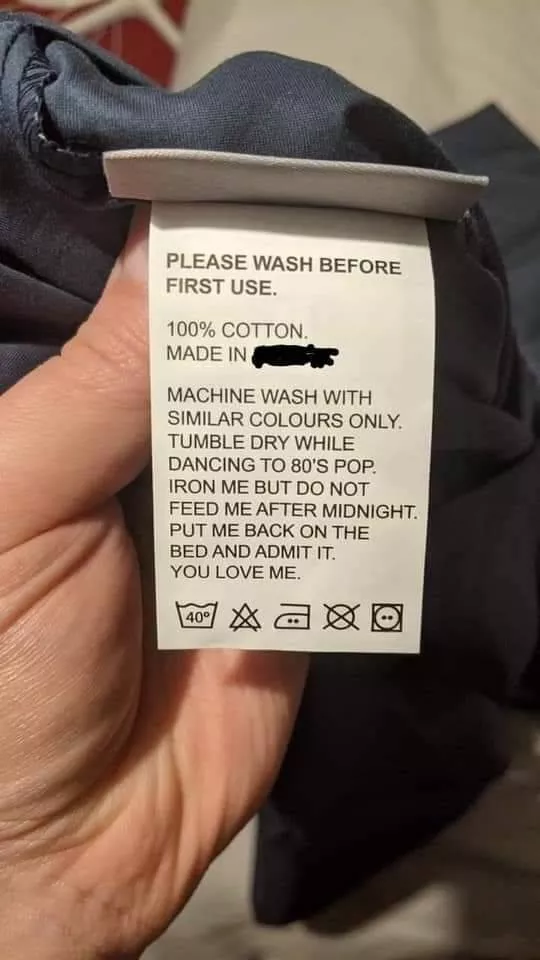 PLEASE WASH BEFORE
FIRST USE.
100% COTTON.
MADE IN
MACHINE WASH WITH
SIMILAR COLOURS ONLY.
TUMBLE DRY WHILE
DANCING TO 80'S POP.
IRON ME BUT DO NOT
FEED ME AFTER MIDNIGHT.
PUT ME BACK ON THE
BED AND ADMIT IT.
YOU LOVE ME.
40°